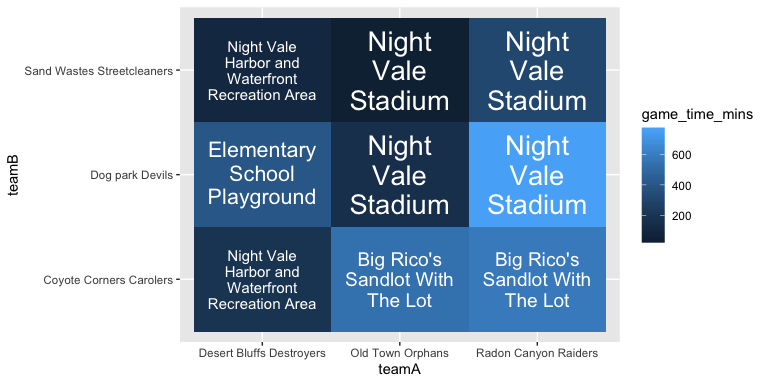 Night Vale
Harbor and
Waterfront
Recreation Area
Night
Vale
Stadium
Night
Vale
Stadium
Elementary
School
Playground
Night
Vale
Stadium
Night
Vale
Stadium
Night Vale
Harbor and
Waterfront
Recreation Area
Big Rico's
Sandlot With
The Lot
Big Rico's
Sandlot With
The Lot
Sand Wastes Streetcleaners
Dog park Devils
Coyote Corners Carolers
teamB
Desert Bluffs Destroyers
Old Town Orphans
Radon Canyon Raiders
teamA
game_time_mins
600
400
200